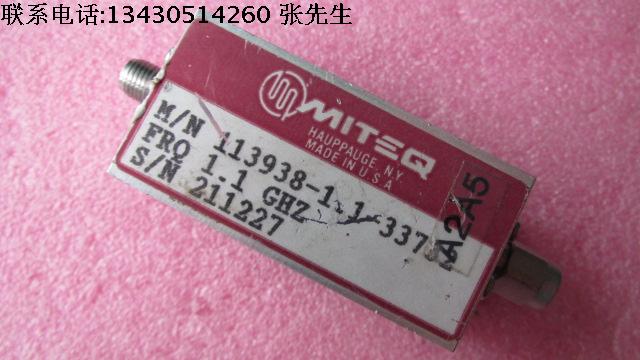 联系电话:13430514260 张先生
MITEQ
HAUPPAUGE, N.Y.
MADE IN U.S.A
M/N 113938-1.1-337
FRQ 1.1 GHZ
S/N 211227
A2A5